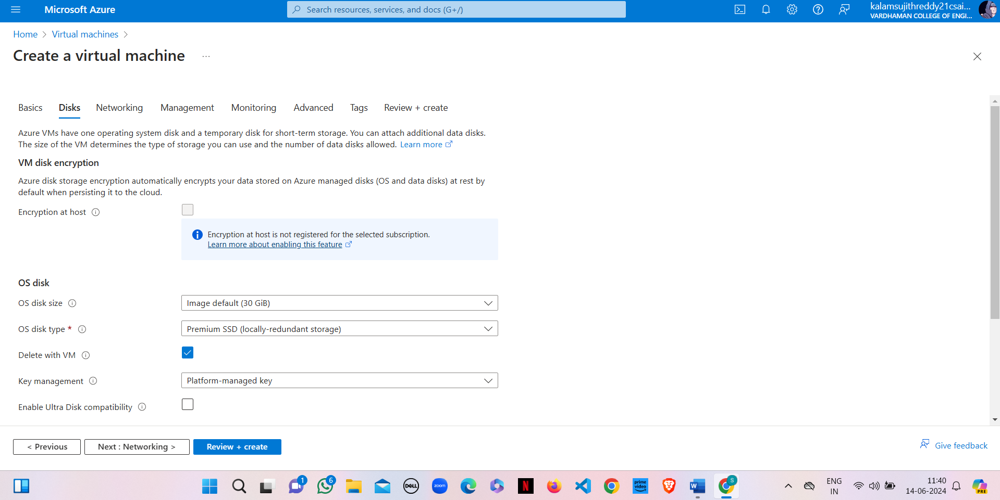 Microsoft Azure
Search resources, services, and docs (G+/)
kalamsujithreddy21csai...
VARDHAMAN COLLEGE OF ENGI...
Home > Virtual machines >
Create a virtual machine ...
Basics Disks Networking Management Monitoring Advanced Tags Review + create
Azure VMs have one operating system disk and a temporary disk for short-term storage. You can attach additional data disks.
The size of the VM determines the type of storage you can use and the number of data disks allowed. Learn more
VM disk encryption
Azure disk storage encryption automatically encrypts your data stored on Azure managed disks (OS and data disks) at rest by
default when persisting it to the cloud.
Encryption at host
Encryption at host is not registered for the selected subscription.
Learn more about enabling this feature
OS disk
OS disk size
Image default (30 GiB)
OS disk type *
Premium SSD (locally-redundant storage)
Delete with VM
Key management
Platform-managed key
Enable Ultra Disk compatibility
< Previous
Next : Networking >
Review + create
Give feedback
1
6
DELL
zoom
N
prime video
W
S
ENG
IN
11:40
14-06-2024
PRE